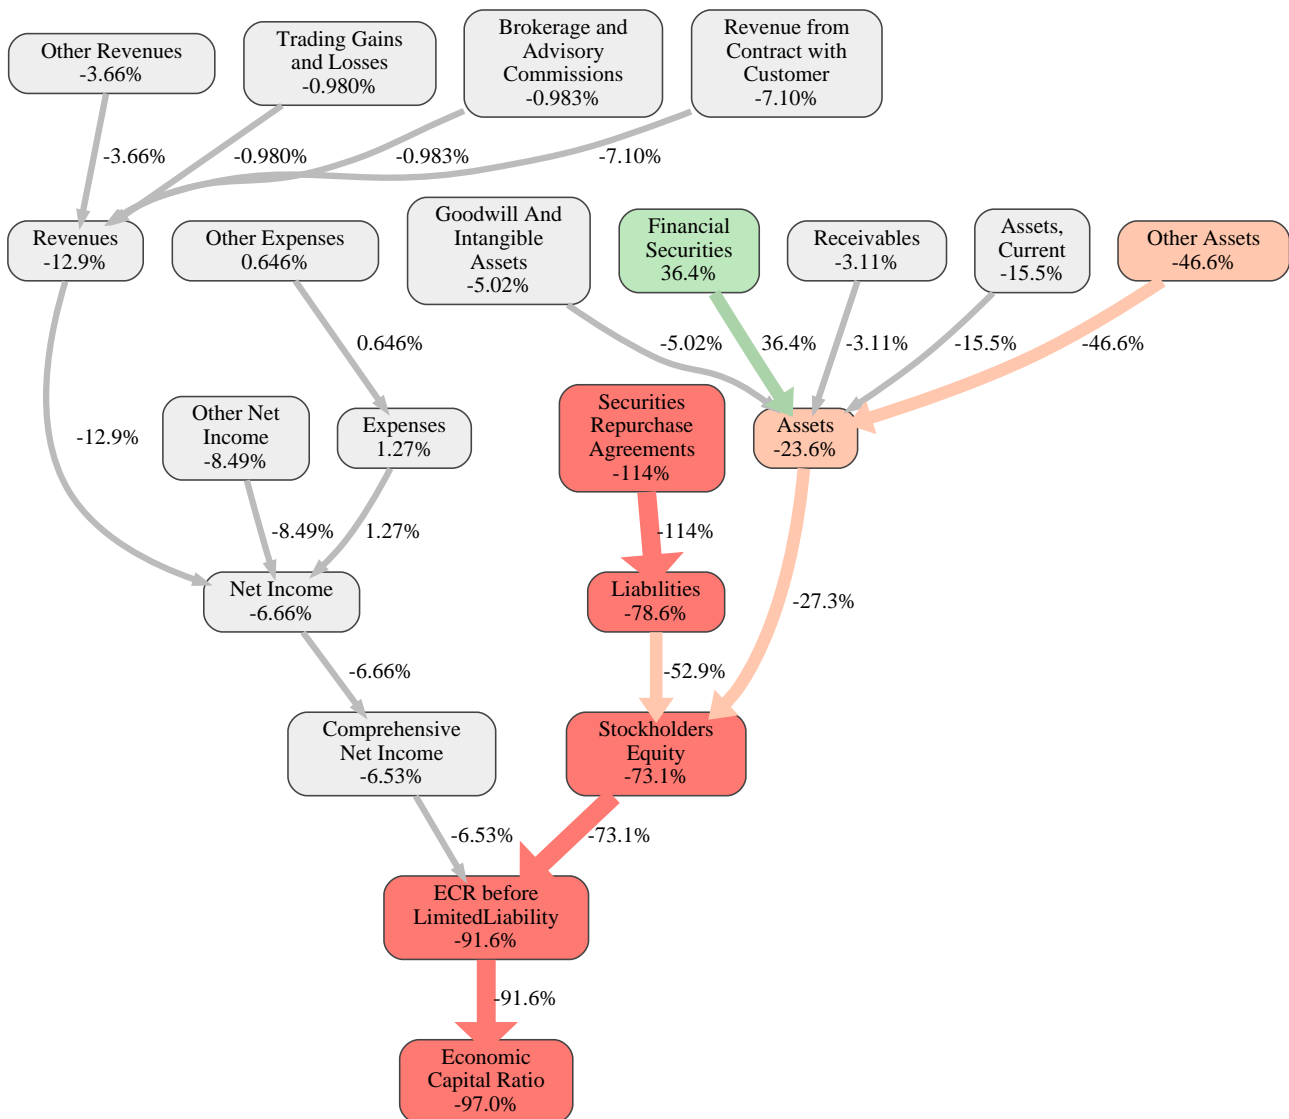 Other Revenues
-3.66%
Trading Gains
and Losses
-0.980%
Brokerage and
Advisory
Commissions
-0.983%
Revenue from
Contract with
Customer
-7.10%
-3.66%
-0.980%
-0.983%
-7.10%
Revenues
-12.9%
Other Expenses
0.646%
Goodwill And
Intangible
Assets
-5.02%
Financial
Securities
36.4%
Receivables
-3.11%
Assets,
Current
-15.5%
Other Assets
-46.6%
0.646%
-5.02%
36.4%
-3.11%
-15.5%
-46.6%
-12.9%
Other Net
Income
-8.49%
Expenses
1.27%
Securities
Repurchase
Agreements
-114%
Assets
-23.6%
-8.49%
1.27%
-114%
Net Income
-6.66%
Liabilities
-78.6%
-27.3%
-6.66%
-52.9%
Comprehensive
Net Income
-6.53%
Stockholders
Equity
-73.1%
-6.53%
-73.1%
ECR before
LimitedLiability
-91.6%
-91.6%
Economic
Capital Ratio
-97.0%